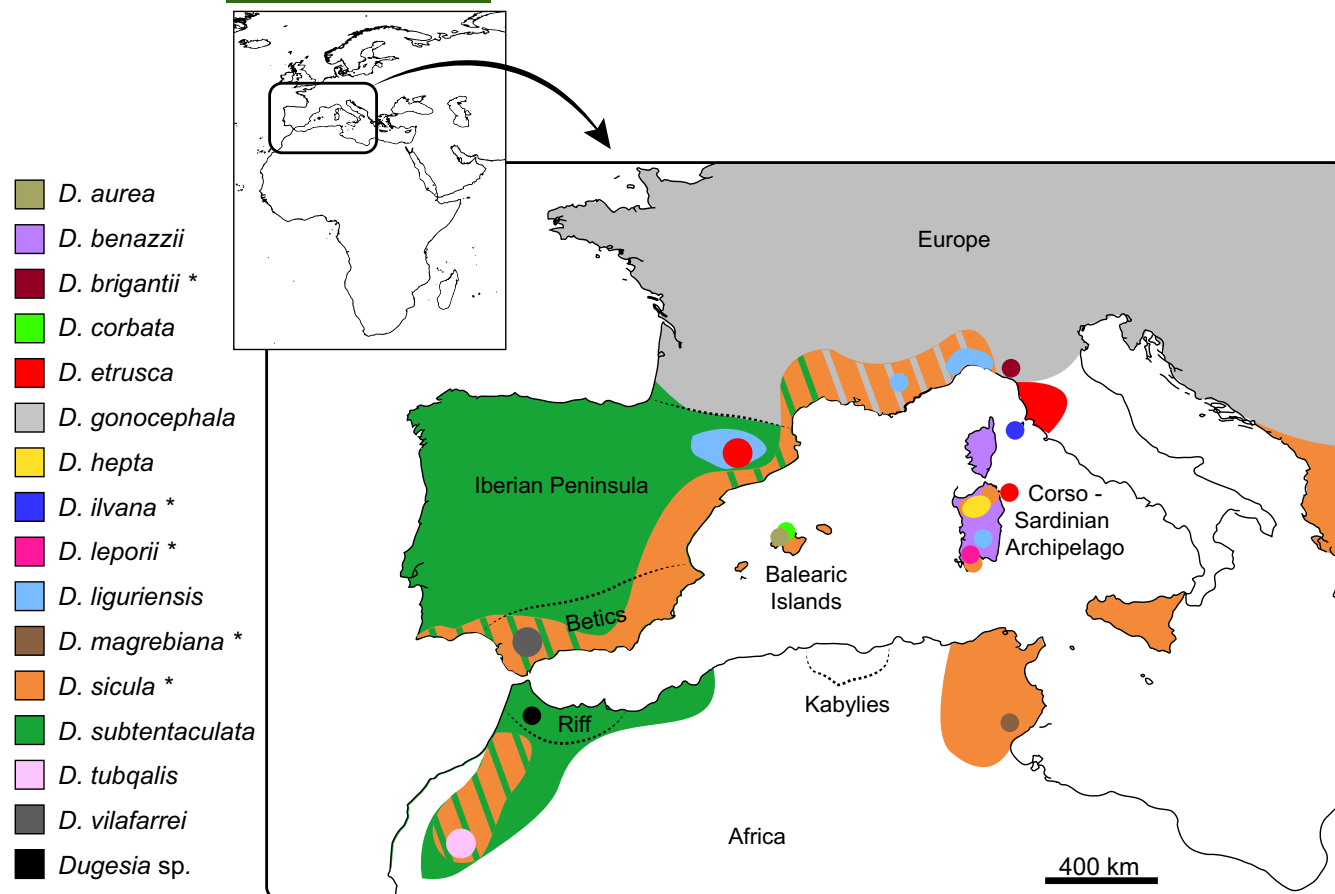 D. aurea
D. benazzii
D. brigantii *
D. corbata
D. etrusca
D. gonocephala
D. hepta
D. ilvana *
D. leporii *
D. liguriensis
D. magrebiana *
D. sicula *
D. subtentaculata
D. tubqalis
D. vilafarrei
Dugesia sp.
Europe
Iberian Peninsula
Corso -
Sardinian
Archipelago
Balearic
Islands
Betics
Riff
Kabylies
Africa
400 km